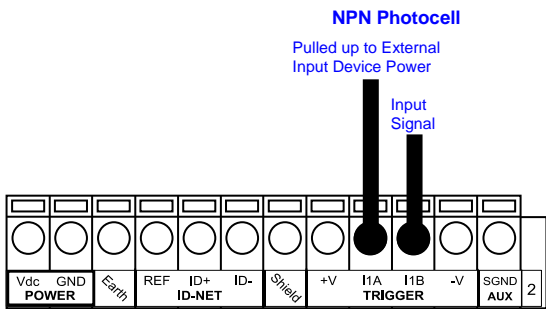 NPN Photocell
Pulled up to External
Input Device Power
Input
Signal
Vdc GND Earth REF ID+ ID- Shield +V I1A I1B -V SGND 2
POWER ID-NET TRIGGER AUX